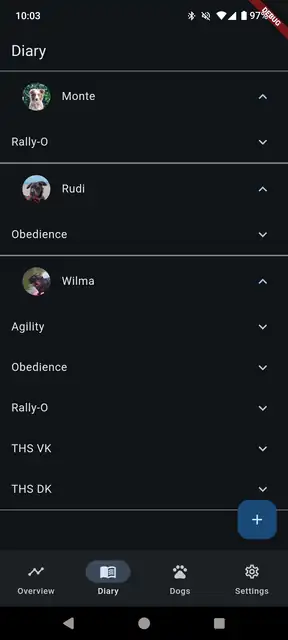 10:03
97%
DEBUG
Diary
Monte
Rally-O
Rudi
Obedience
Wilma
Agility
Obedience
Rally-O
THS VK
THS DK
+
Overview
Diary
Dogs
Settings